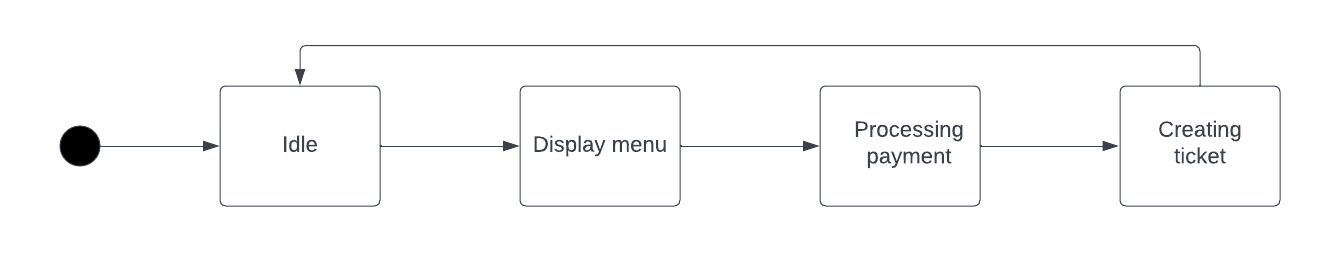 Idle
Display menu
Processing
payment
Creating
ticket